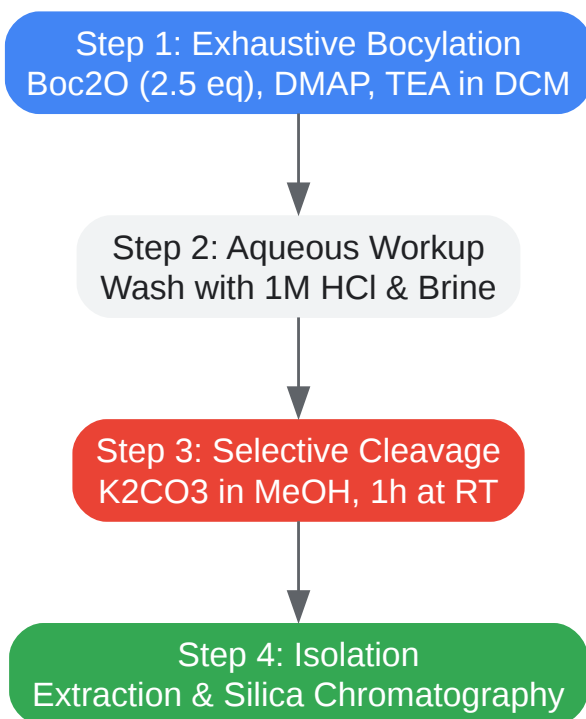 Step 1: Exhaustive Bocylation
Boc2O (2.5 eq), DMAP, TEA in DCM
Step 2: Aqueous Workup
Wash with 1M HCl & Brine
Step 3: Selective Cleavage
K2CO3 in MeOH, 1h at RT
Step 4: Isolation
Extraction & Silica Chromatography